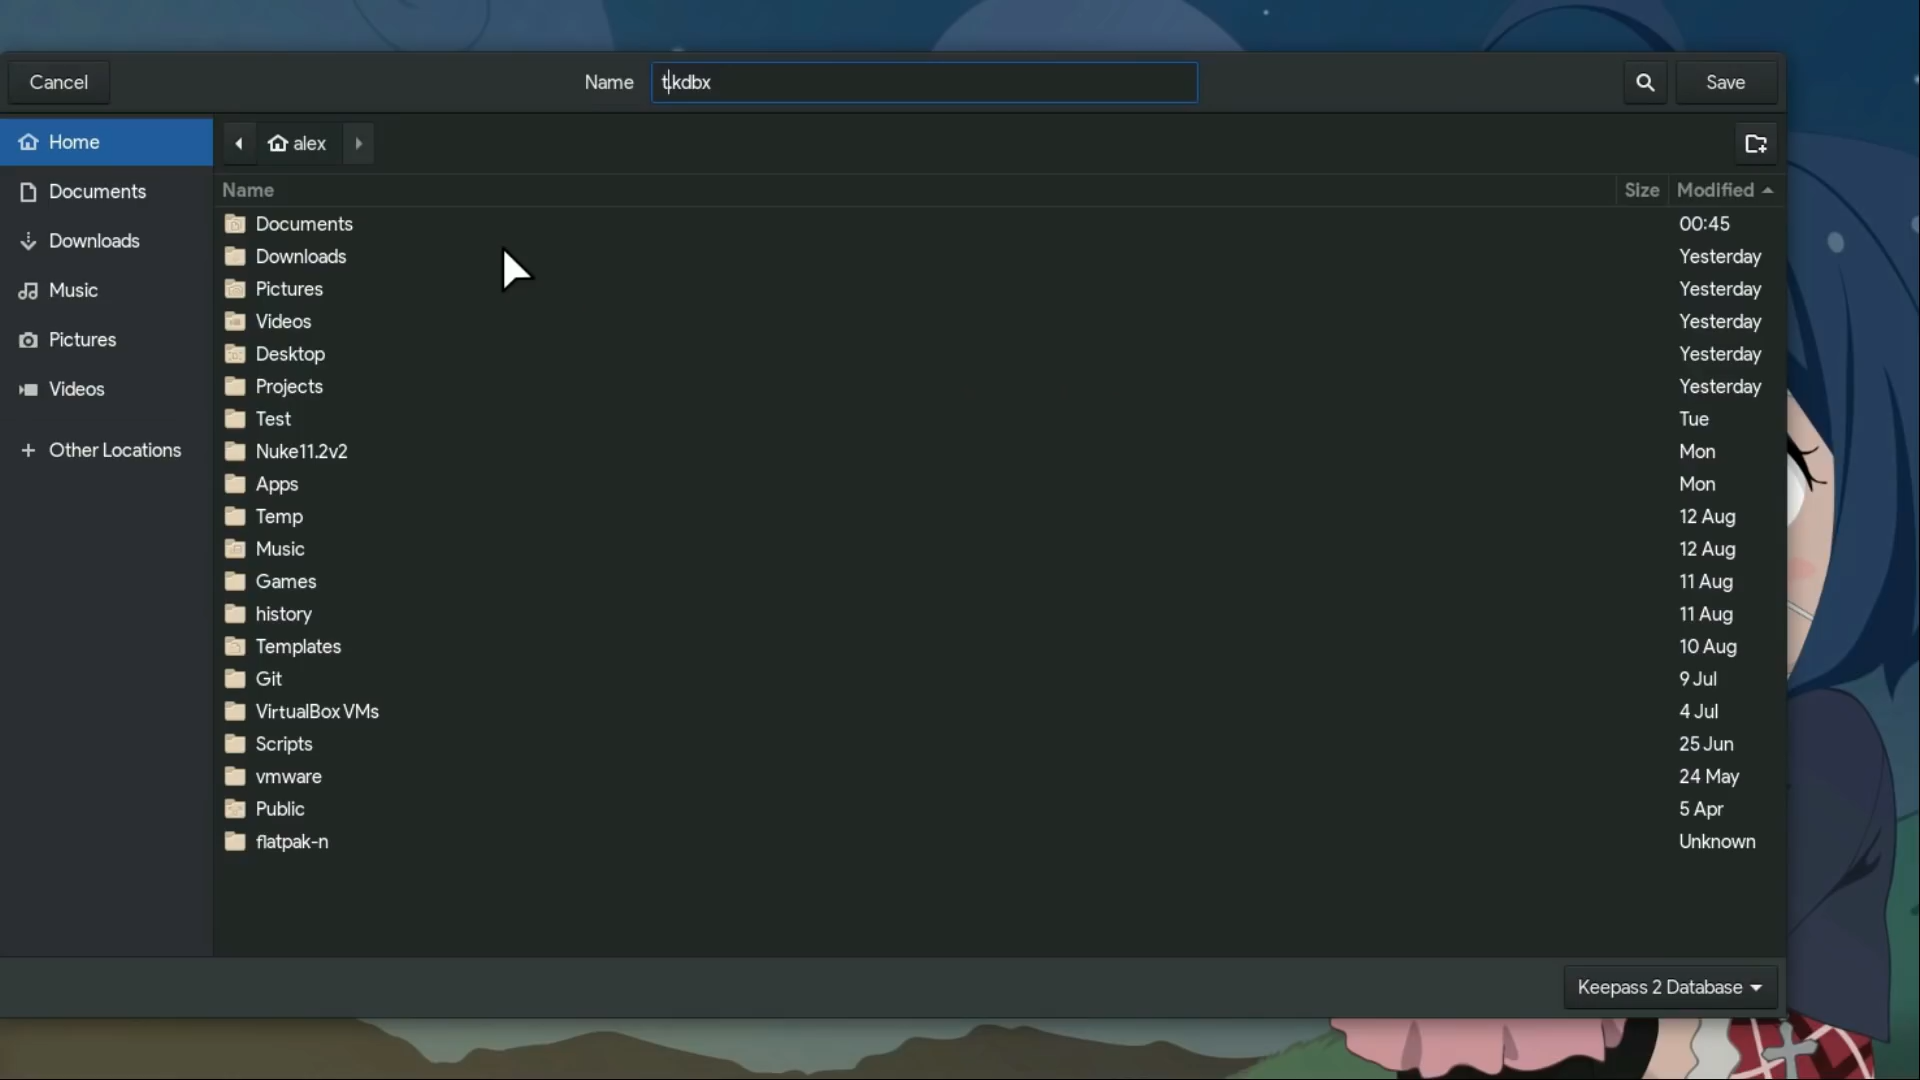 Cancel
Name
t.kdbx
Save
Home
Documents
Downloads
Music
Pictures
Videos
Other Locations
alex
Name
Size
Modified
Documents 00:45
Downloads Yesterday
Pictures Yesterday
Videos Yesterday
Desktop Yesterday
Projects Yesterday
Test Tue
Nuke11.2v2 Mon
Apps Mon
Temp 12 Aug
Music 12 Aug
Games 11 Aug
history 11 Aug
Templates 10 Aug
Git 9 Jul
VirtualBox VMs 4 Jul
Scripts 25 Jun
vmware 24 May
Public 5 Apr
flatpak-n Unknown
Keepass 2 Database